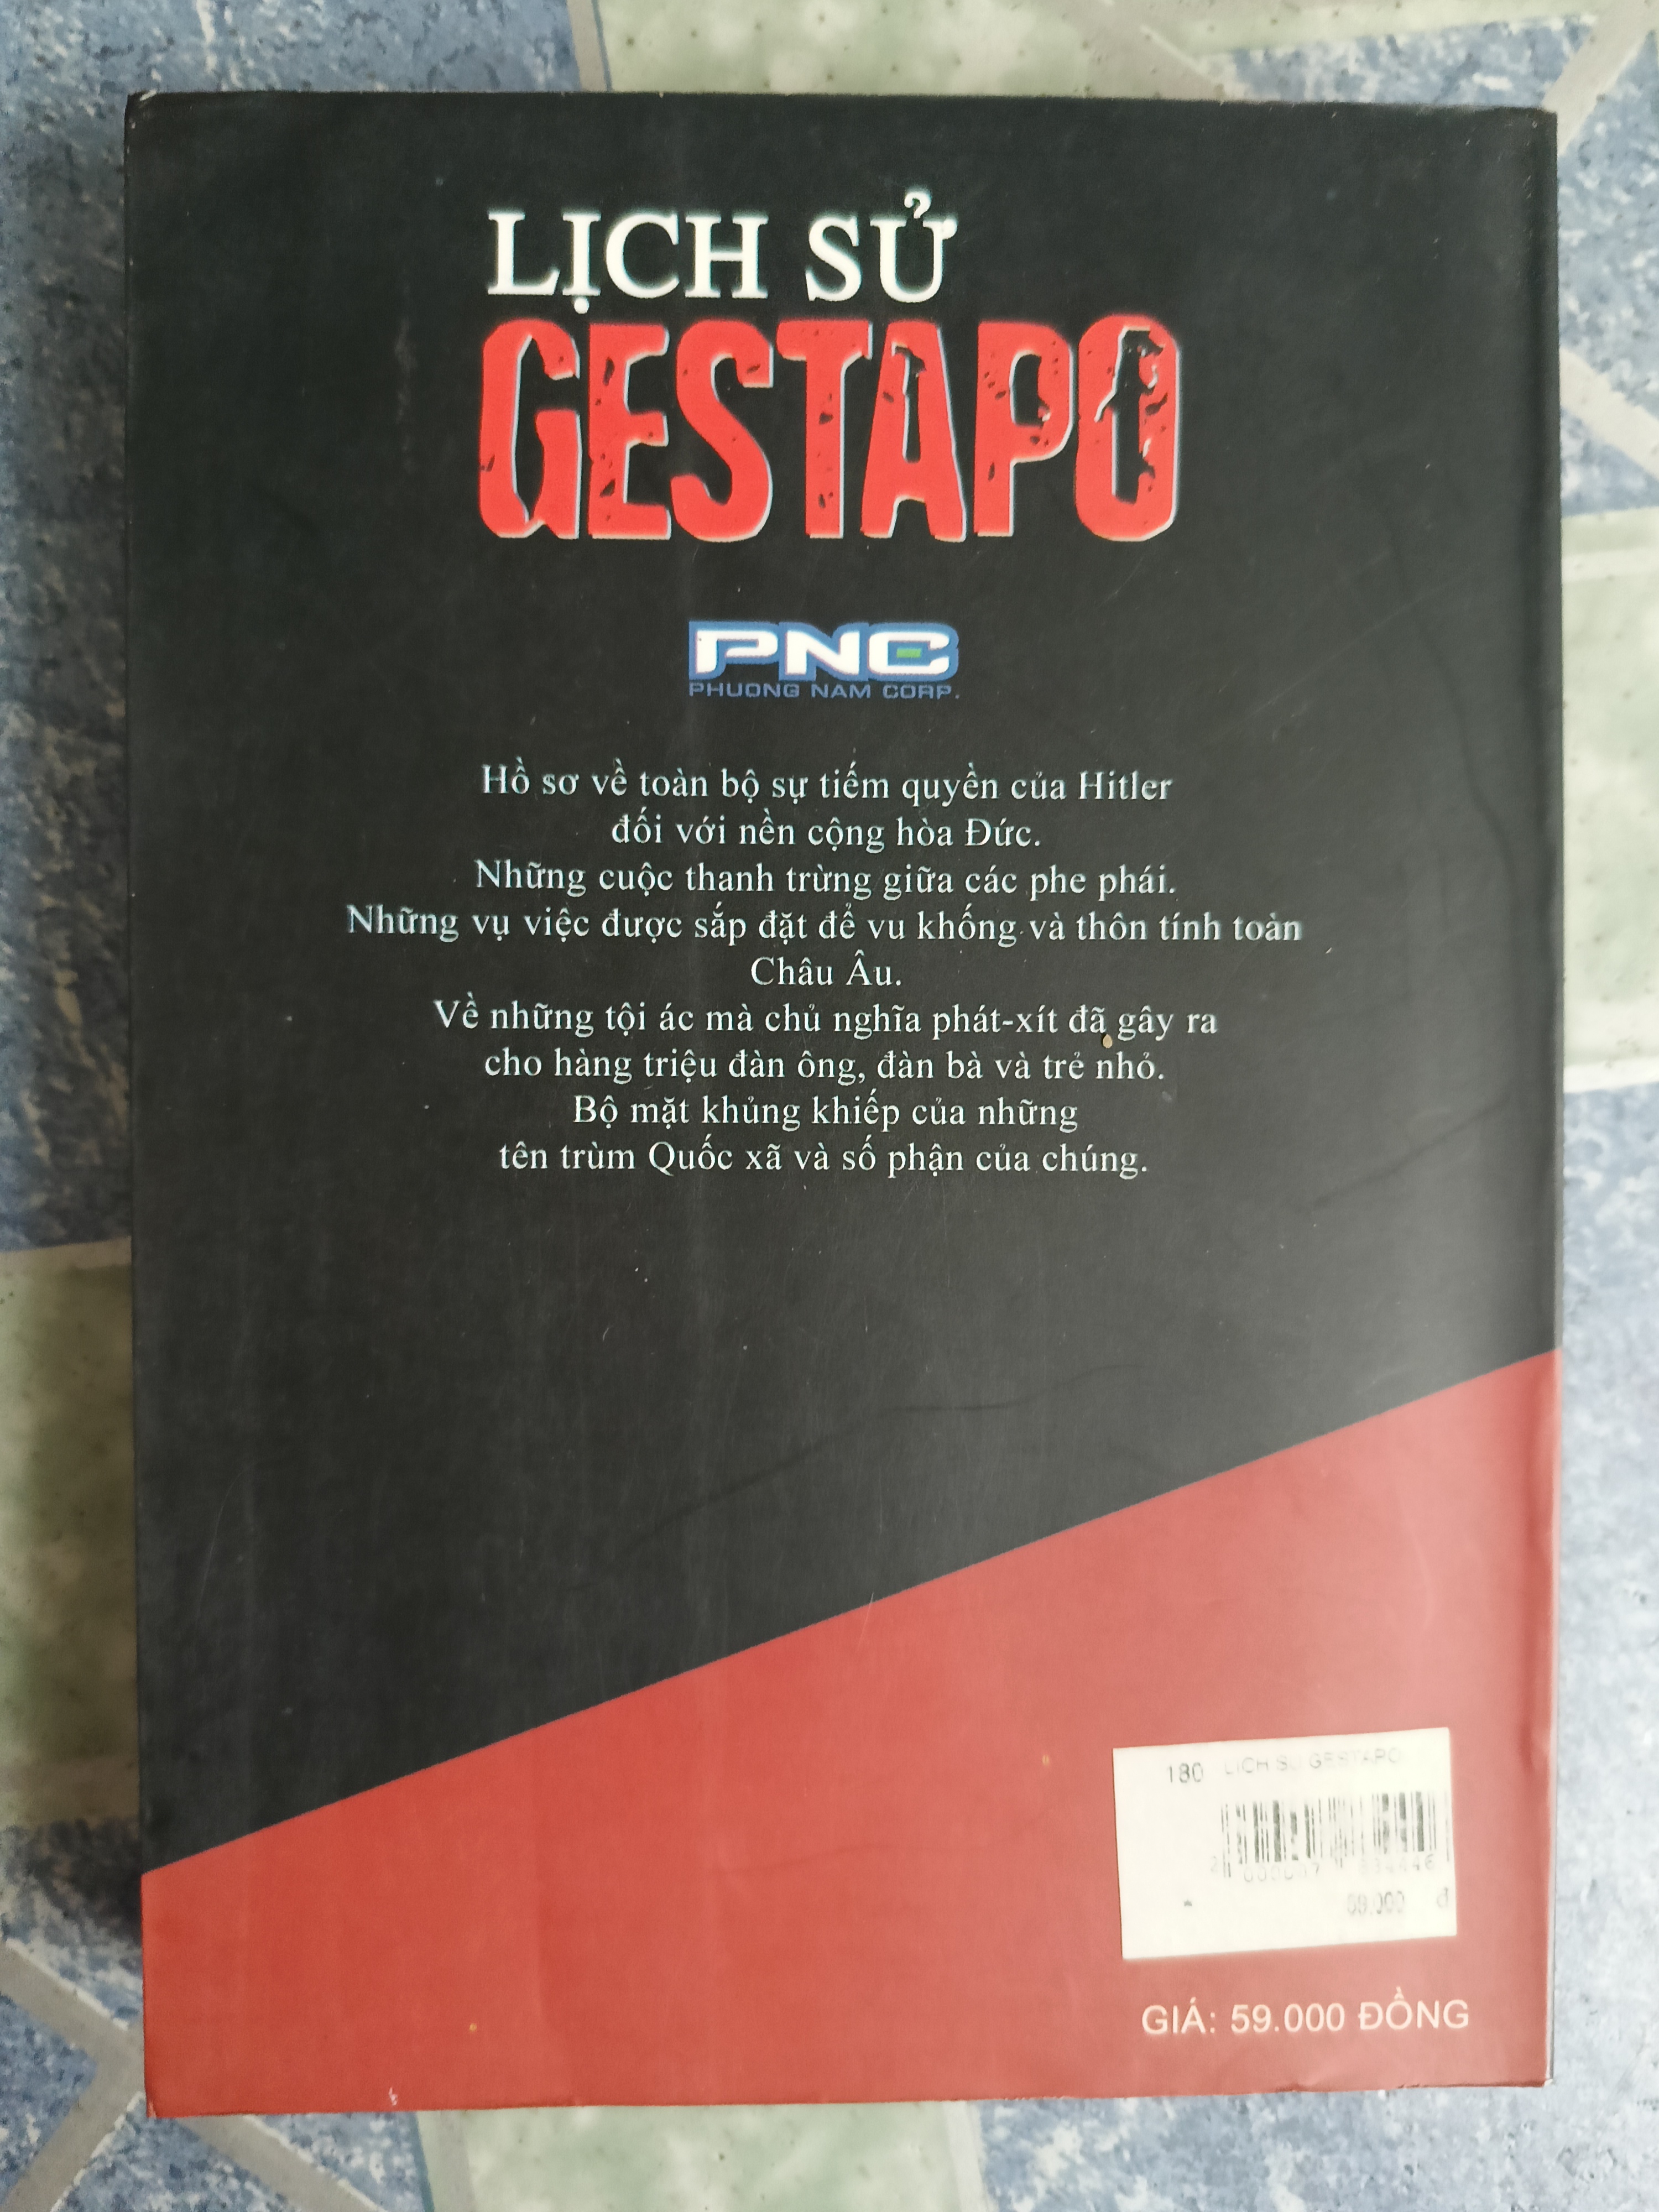 LỊCH SỬ
GESTAPO
PNC
PHUONG NAM CORP.
Hồ sơ về toàn bộ sự tiếm quyền của Hitler
đối với nền cộng hòa Đức.
Những cuộc thanh trừng giữa các phe phái.
Những vụ việc được sắp đặt để vu khống và thôn tính toàn
Châu Âu.
Về những tội ác mà chủ nghĩa phát-xít đã gây ra
cho hàng triệu đàn ông, đàn bà và trẻ nhỏ.
Bộ mặt khủng khiếp của những
tên trùm Quốc xã và số phận của chúng.
LICH SU GESTAPO
đ
GIÁ: 59.000 ĐỒNG